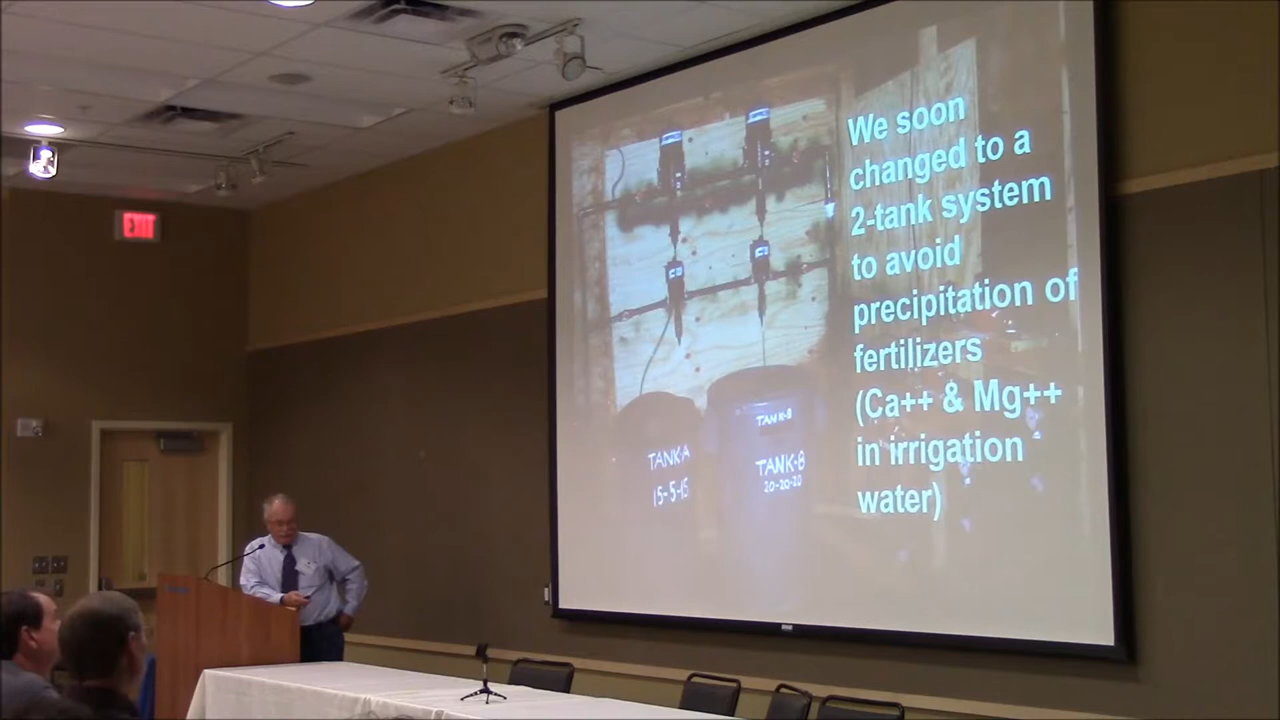 EXIT
We soon
changed to a
2-tank system
to avoid
precipitation of
fertilizers
(Ca++ & Mg++
in irrigation
water)
TANK-A
15-5-15
TANK-B
TANK-B
20-20-20